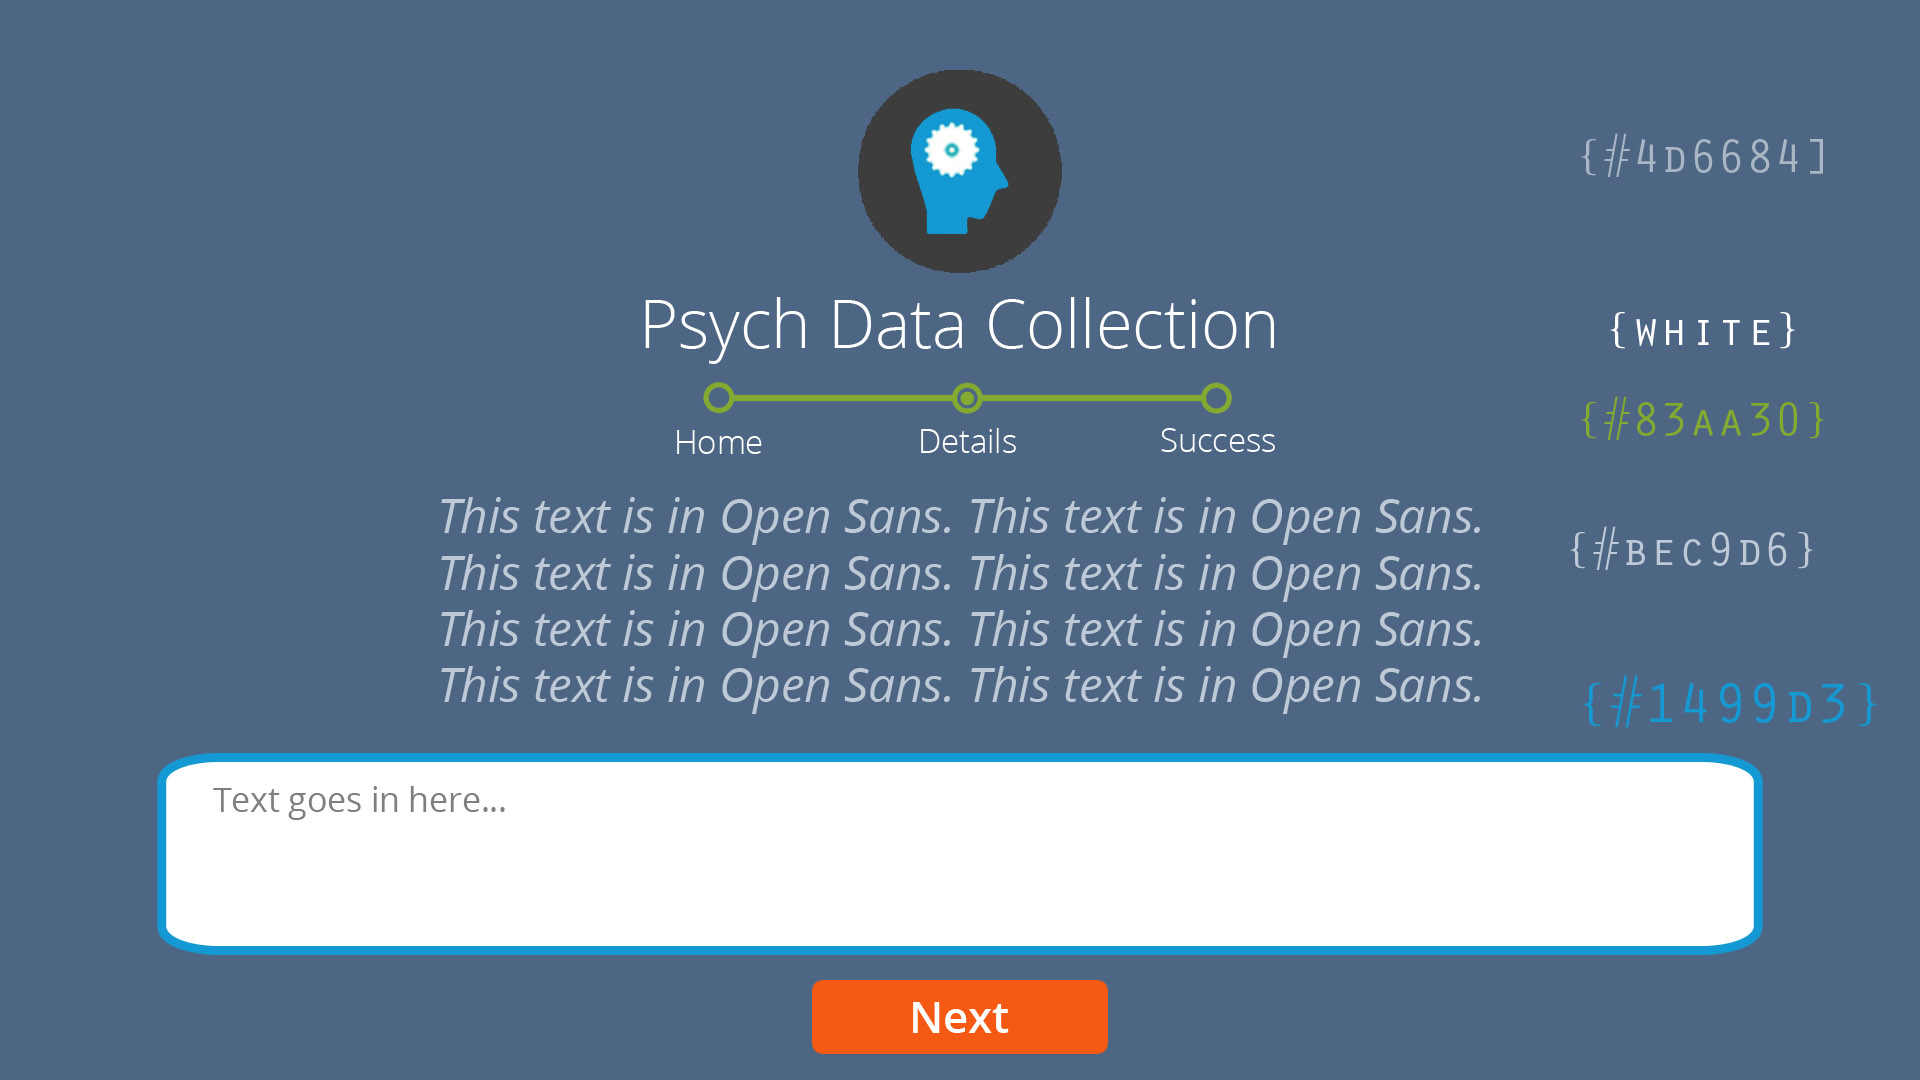 {#4D6684]
Psych Data Collection
{WHITE}
{#83AA30}
Home Details Success
This text is in Open Sans. This text is in Open Sans.
This text is in Open Sans. This text is in Open Sans.
This text is in Open Sans. This text is in Open Sans.
This text is in Open Sans. This text is in Open Sans.
{#BEC9D6}
{#1499D3}
Text goes in here...
Next